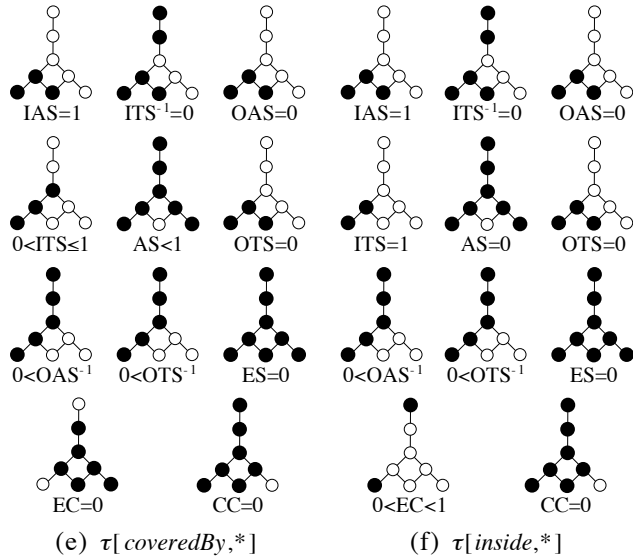 IAS=1 ITS⁻¹=0 OAS=0 IAS=1 ITS⁻¹=0 OAS=0
0<ITS≤1 AS<1 OTS=0 ITS=1 AS=0 OTS=0
0<OAS⁻¹ 0<OTS⁻¹ ES=0 0<OAS⁻¹ 0<OTS⁻¹ ES=0
EC=0 CC=0 0<EC<1 CC=0
(e) τ[coveredBy,*] (f) τ[inside,*]